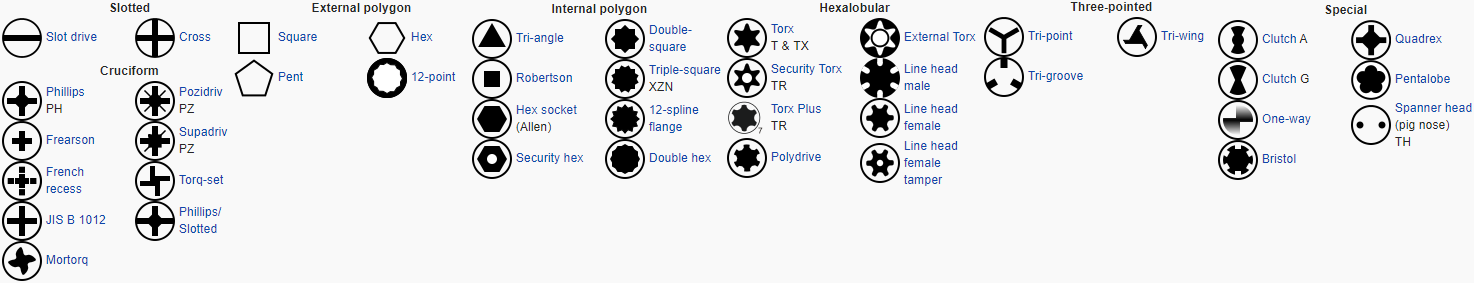 Slotted
Slot drive
Cross
Cruciform
Phillips
PH
Pozidriv
PZ
Frearson
Supadriv
PZ
French
recess
Torq-set
JIS B 1012
Phillips/
Slotted
Mortorq
External polygon
Square
Hex
Pent
12-point
Internal polygon
Tri-angle
Double-
square
Robertson
Triple-square
XZN
Hex socket
(Allen)
12-spline
flange
Security hex
Double hex
Hexalobular
Torx
T & TX
External Torx
Security Torx
TR
Line head
male
Torx Plus
TR
7
Line head
female
Polydrive
Line head
female
tamper
Three-pointed
Tri-point
Tri-wing
Tri-groove
Special
Clutch A
Quadrex
Clutch G
Pentalobe
One-way
Spanner head
(pig nose)
TH
Bristol